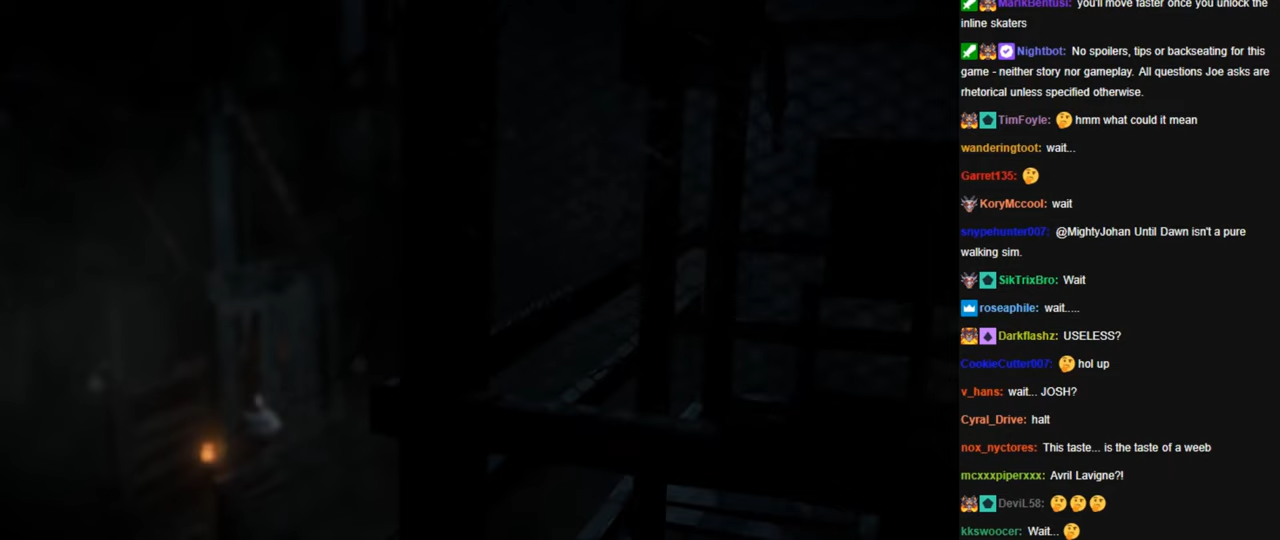 MarikBentusi: you'll move faster once you unlock the
inline skaters
Nightbot: No spoilers, tips or backseating for this
game - neither story nor gameplay. All questions Joe asks are
rhetorical unless specified otherwise.
TimFoyle: 🤔 hmm what could it mean
wanderingtoot: wait...
Garret135: 🤔
KoryMccool: wait
snypehunter007: @MightyJohan Until Dawn isn't a pure
walking sim.
SikTrixBro: Wait
roseaphile: wait.....
Darkflashz: USELESS?
CookieCutter907: 🤔 hol up
v_hans: wait... JOSH?
Cyral_Drive: halt
nox_nyctores: This taste... is the taste of a weeb
mcxxxpiperxxx: Avril Lavigne?!
DeviL58: 🤔 🤔 🤔
kkswoocer: Wait... 🤔